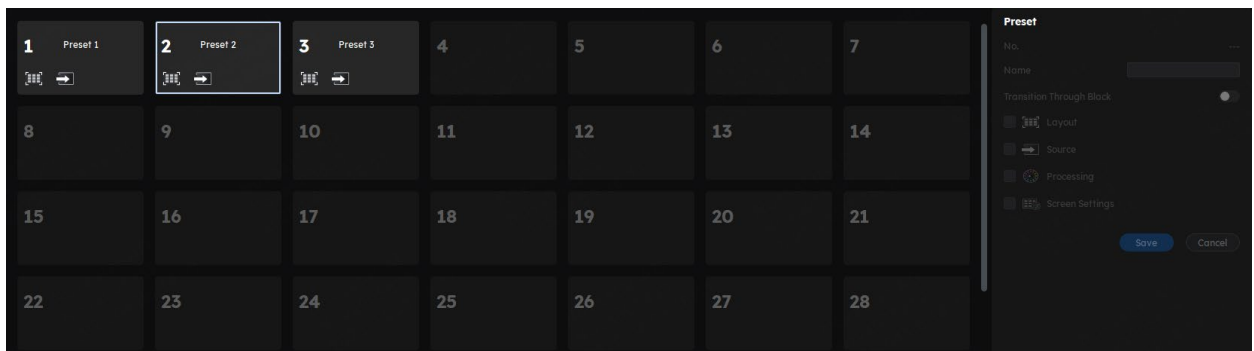 1 Preset 1
2 Preset 2
3 Preset 3
4
5
6
7
8
9
10
11
12
13
14
15
16
17
18
19
20
21
22
23
24
25
26
27
28
Preset
No. ---
Name
Transition Through Black
Layout
Source
Processing
Screen Settings
Save Cancel